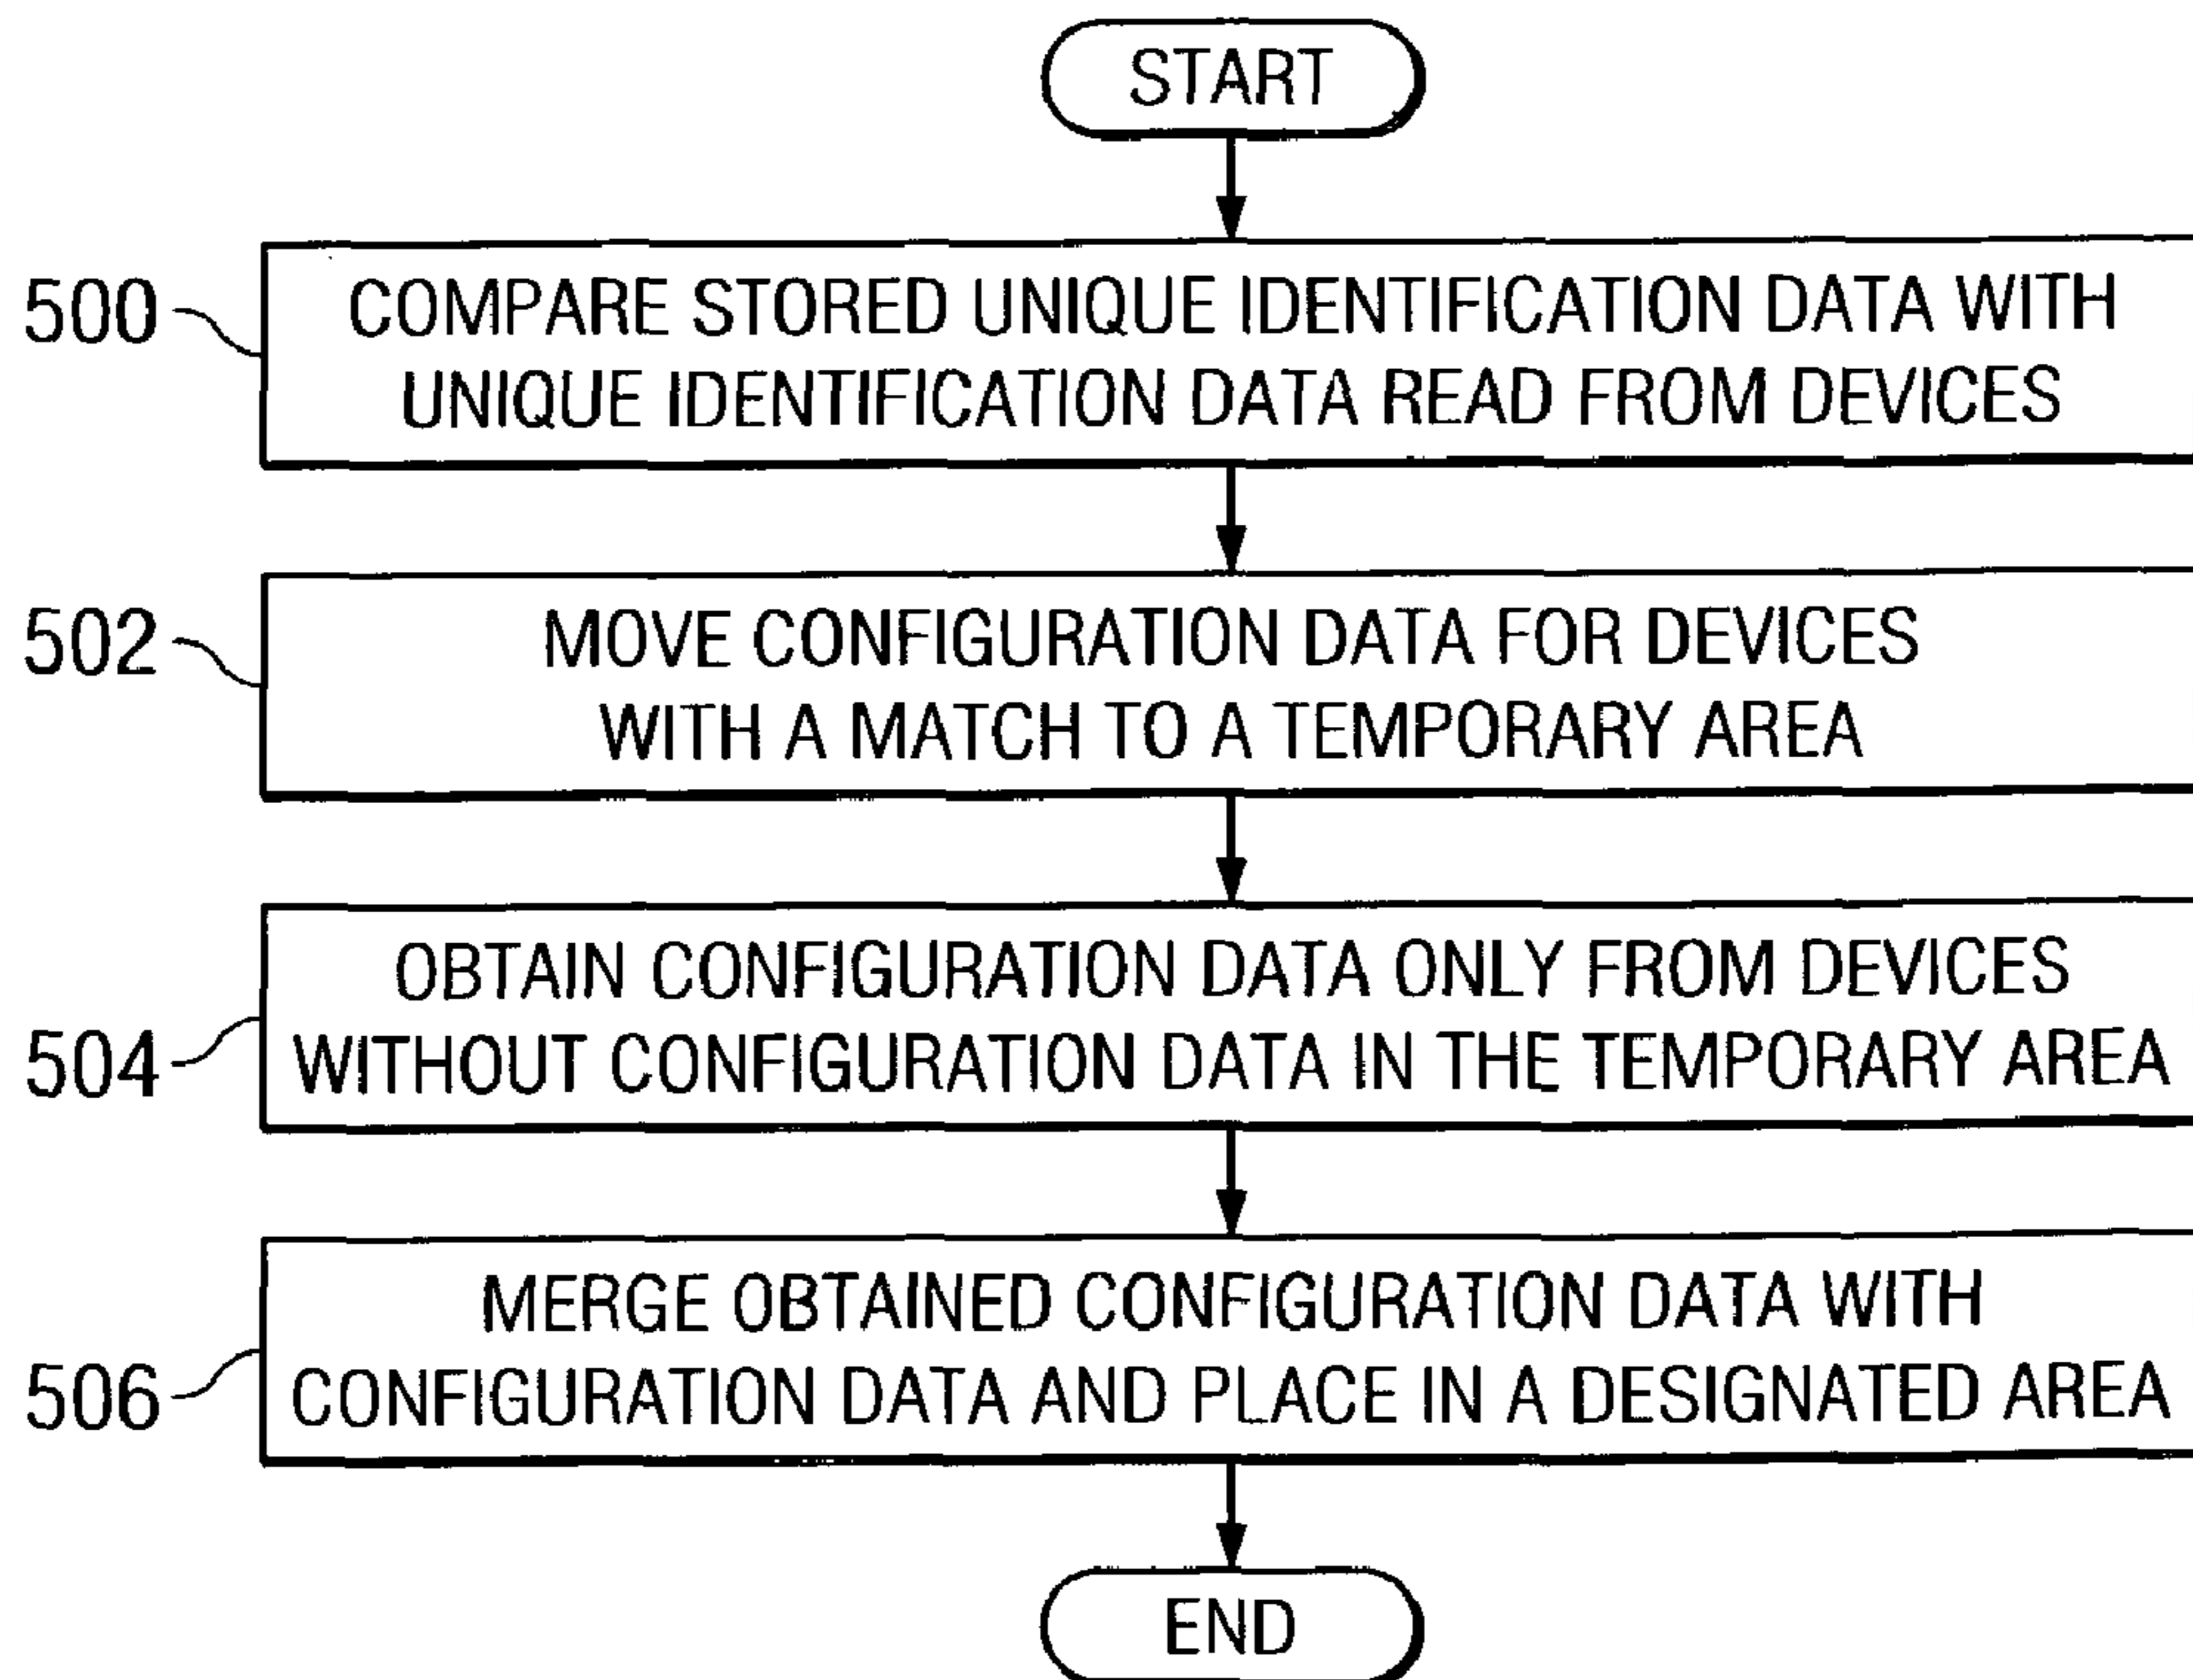 START
500
COMPARE STORED UNIQUE IDENTIFICATION DATA WITH
UNIQUE IDENTIFICATION DATA READ FROM DEVICES
502
MOVE CONFIGURATION DATA FOR DEVICES
WITH A MATCH TO A TEMPORARY AREA
504
OBTAIN CONFIGURATION DATA ONLY FROM DEVICES
WITHOUT CONFIGURATION DATA IN THE TEMPORARY AREA
506
MERGE OBTAINED CONFIGURATION DATA WITH
CONFIGURATION DATA AND PLACE IN A DESIGNATED AREA
END